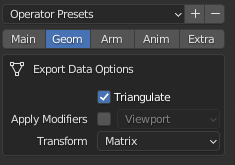 Operator Presets
Main Geom Arm Anim Extra
Export Data Options
Triangulate
Apply Modifiers Viewport
Transform Matrix